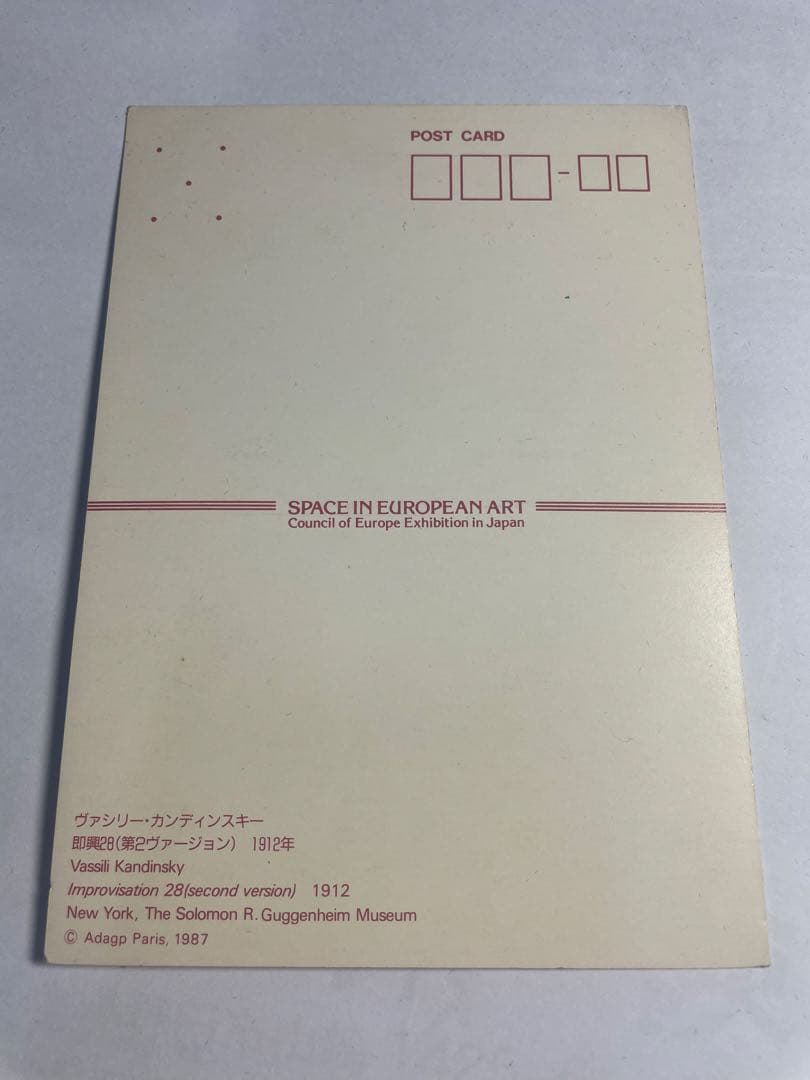 POST CARD
SPACE IN EUROPEAN ART
Council of Europe Exhibition in Japan
ヴァシリー・カンディンスキー
即興28(第2ヴァージョン) 1912年
Vassili Kandinsky
Improvisation 28(second version) 1912
New York, The Solomon R. Guggenheim Museum
© Adagp Paris, 1987